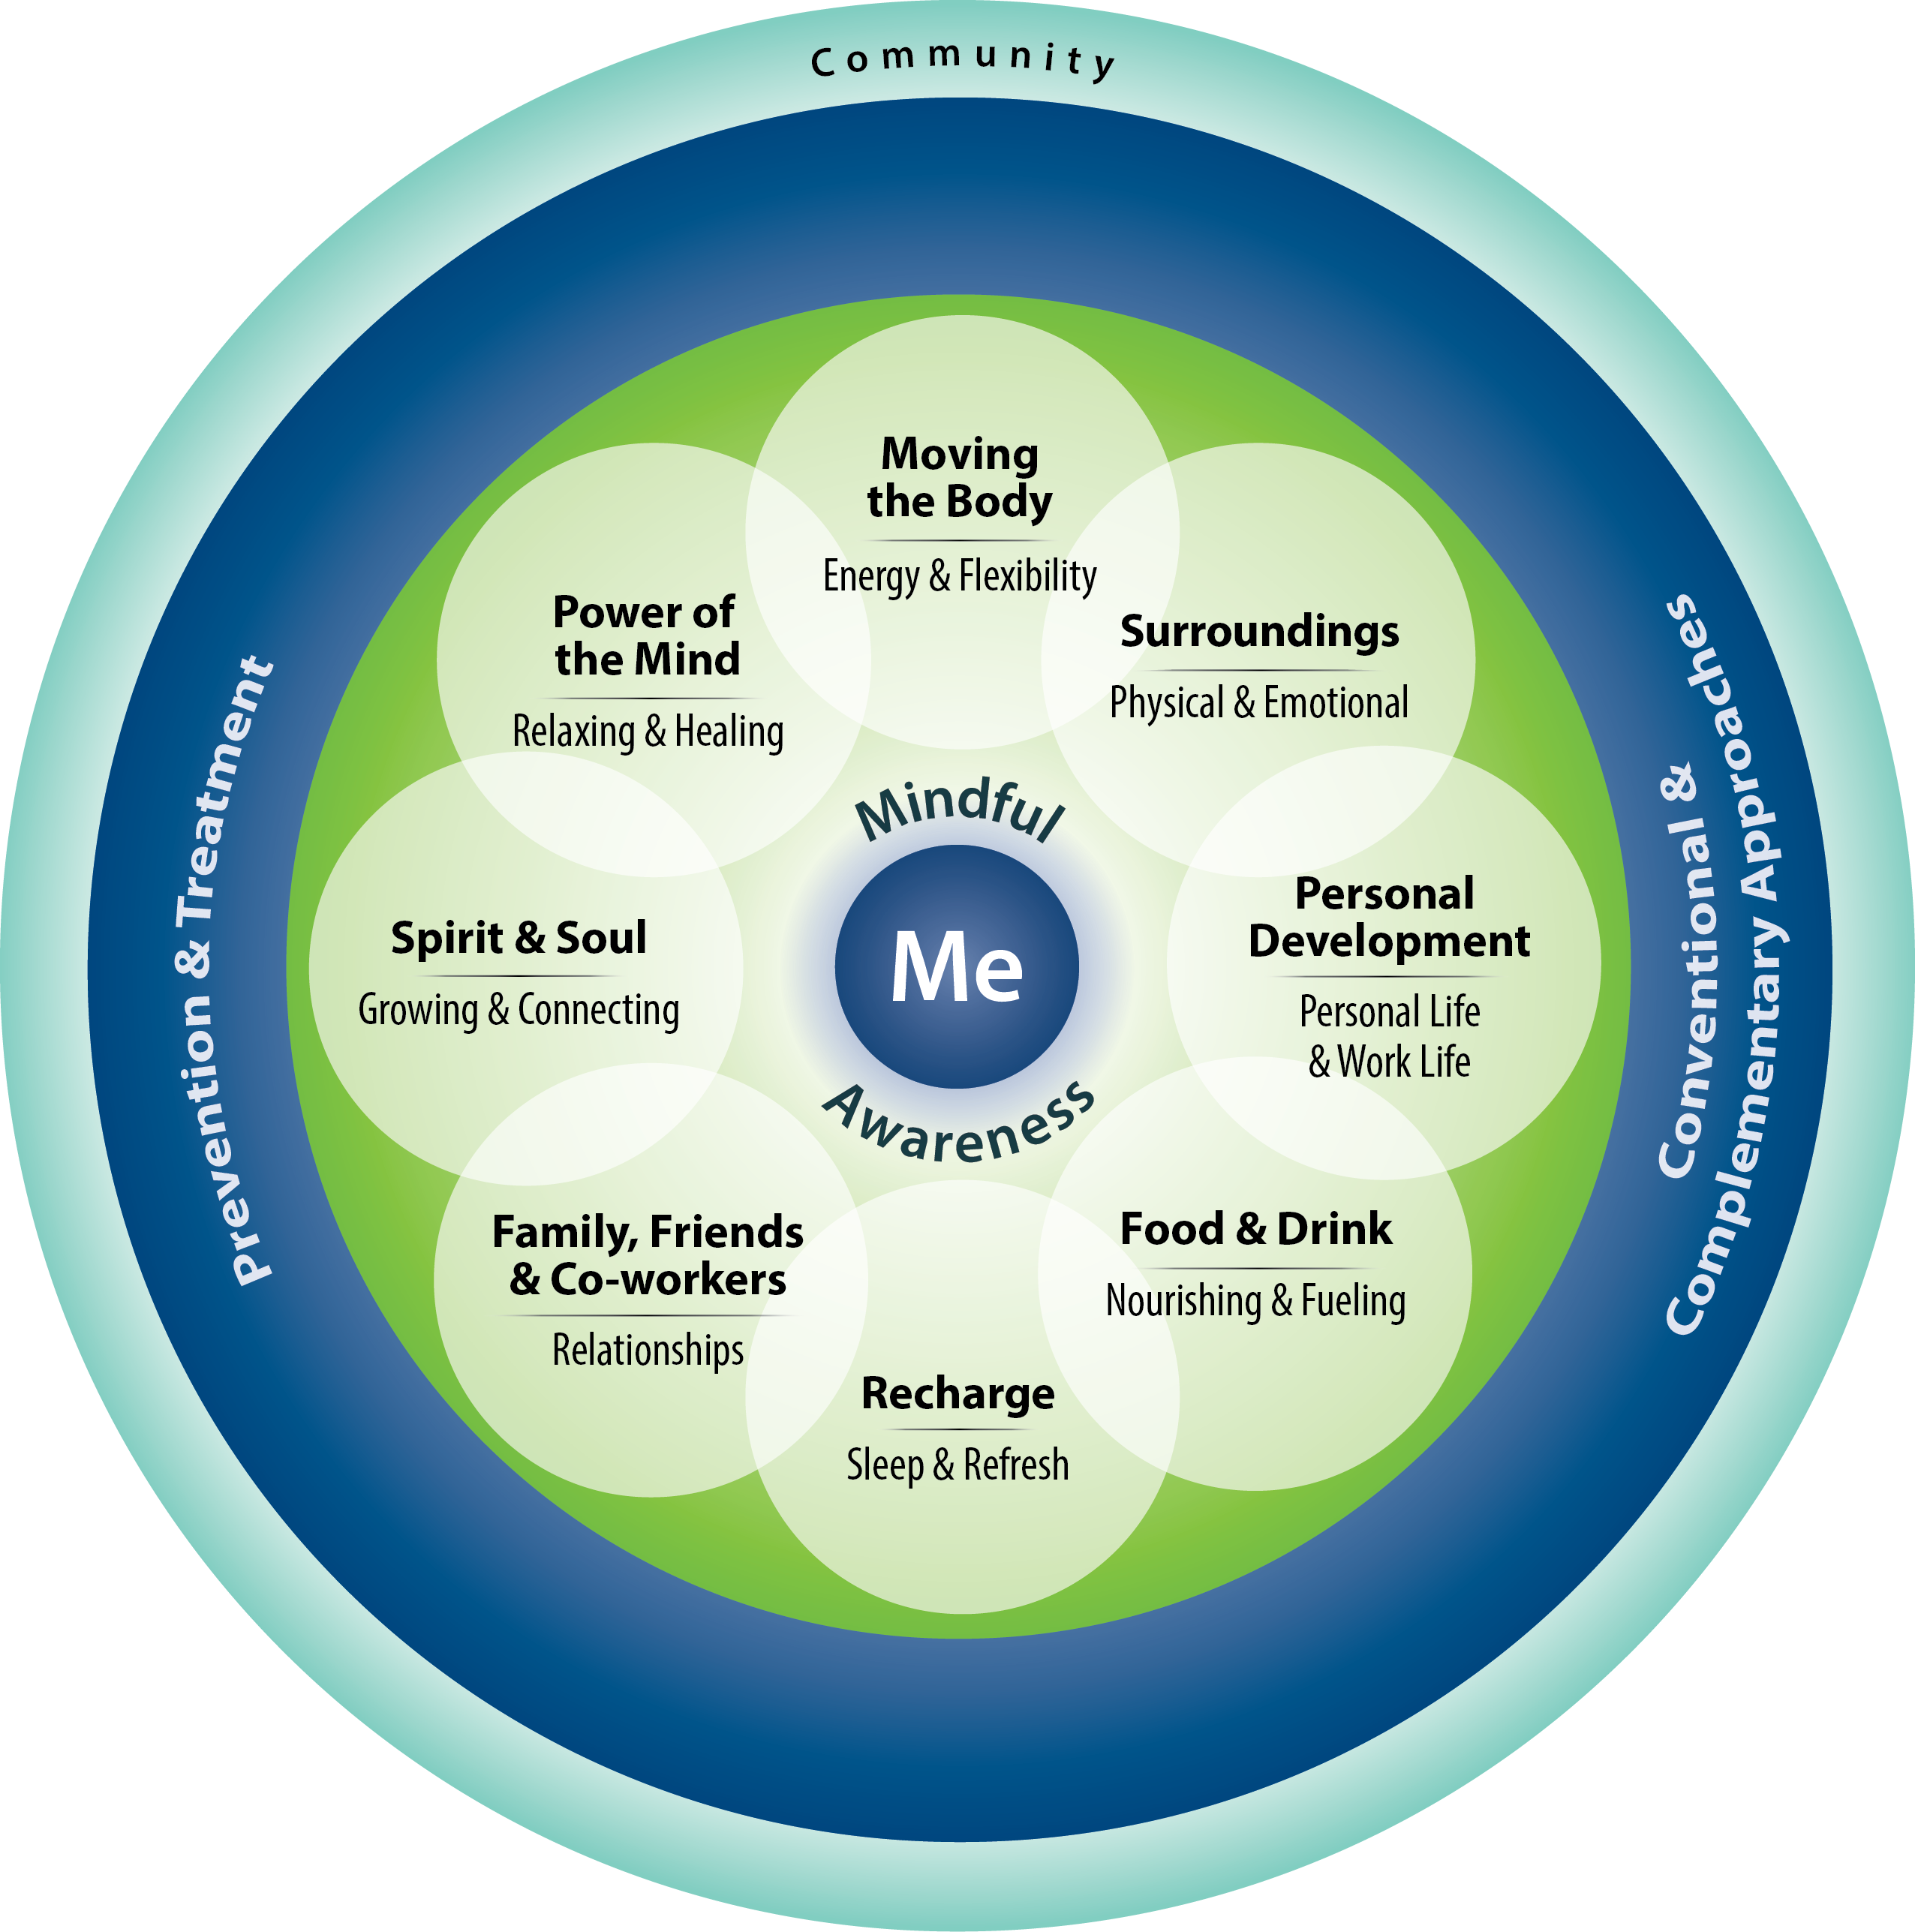 Community
Prevention & Treatment
Conventional &
Complementary Approaches
Moving
the Body
Energy & Flexibility
Surroundings
Physical & Emotional
Personal
Development
Personal Life
& Work Life
Food & Drink
Nourishing & Fueling
Recharge
Sleep & Refresh
Family, Friends
& Co-workers
Relationships
Spirit & Soul
Growing & Connecting
Power of
the Mind
Relaxing & Healing
Mindful
Me
Awareness